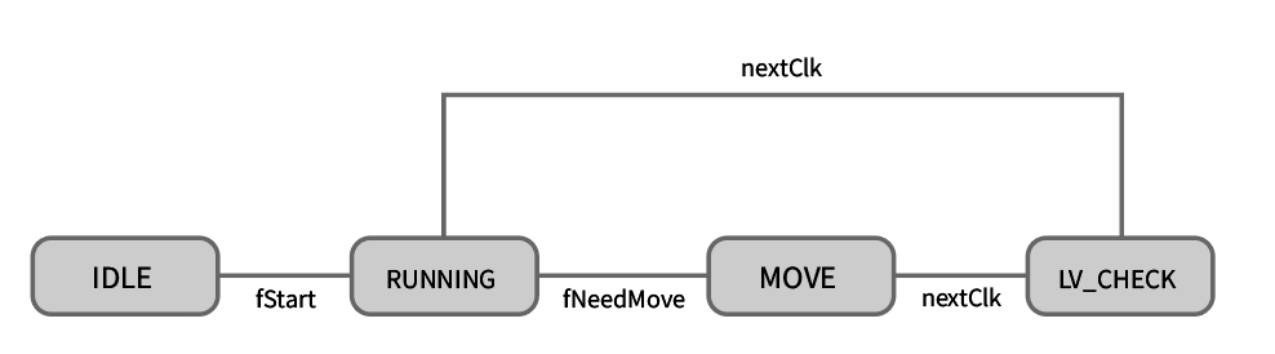 nextClk
IDLE
RUNNING
MOVE
LV_CHECK
fStart
fNeedMove
nextClk